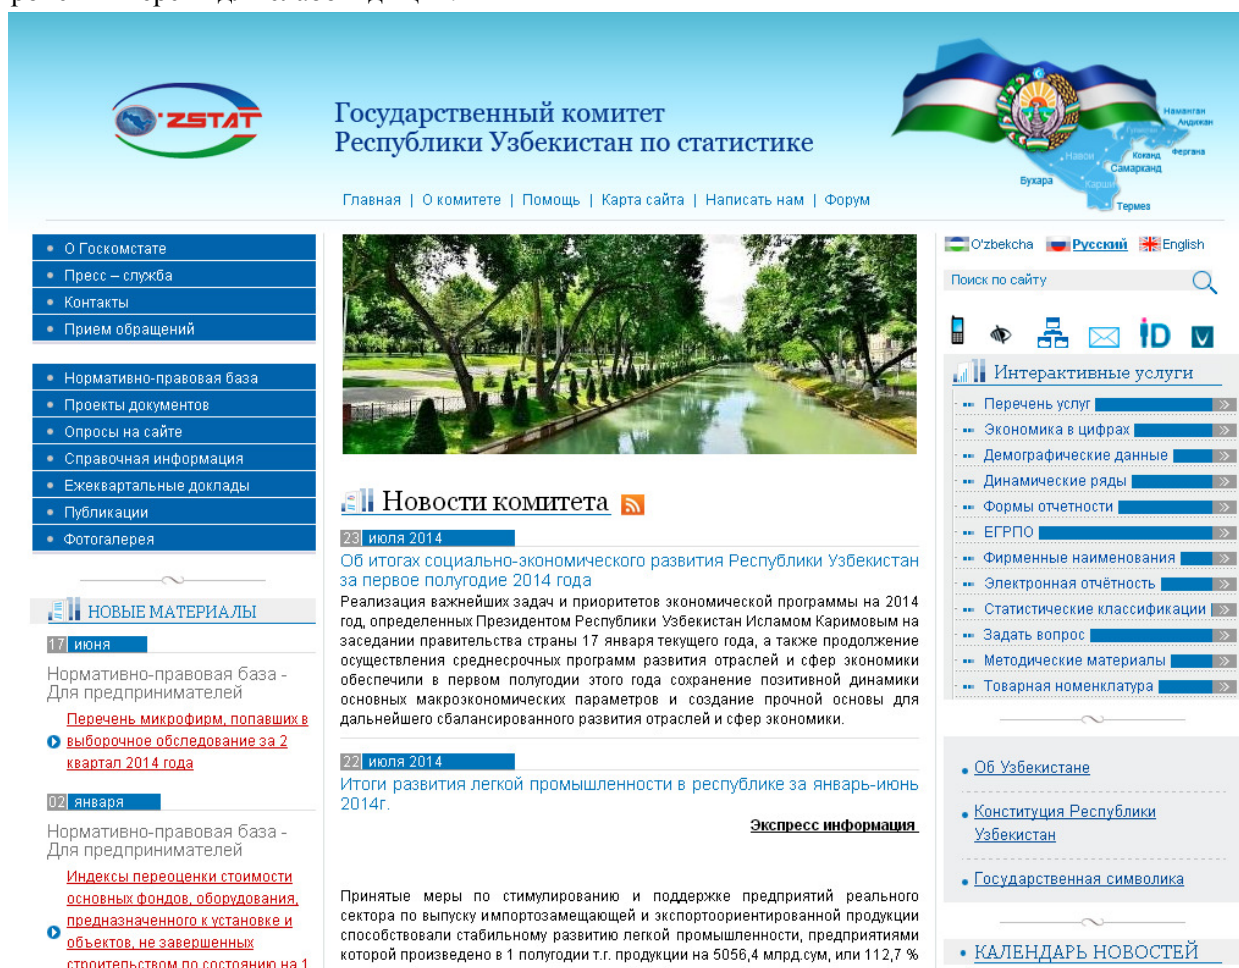 O'ZSTAT
Государственный комитет
Республики Узбекистан по статистике
Наманган
Андижан
Фергана
Коканд
Навои
Самарканд
Бухара
Карши
Термез
Главная | О комитете | Помощь | Карта сайта | Написать нам | Форум
О Госкомстате
Пресс – служба
Контакты
Прием обращений
Нормативно-правовая база
Проекты документов
Опросы на сайте
Справочная информация
Ежеквартальные доклады
Публикации
Фотогалерея
НОВЫЕ МАТЕРИАЛЫ
17 июня
Нормативно-правовая база -
Для предпринимателей
Перечень микрофирм, попавших в
выборочное обследование за 2
квартал 2014 года
02 января
Нормативно-правовая база -
Для предпринимателей
Индексы переоценки стоимости
основных фондов, оборудования,
предназначенного к установке и
объектов, не завершенных
строительством по состоянию на 1
Новости комитета
23 июля 2014
Об итогах социально-экономического развития Республики Узбекистан
за первое полугодие 2014 года
Реализация важнейших задач и приоритетов экономической программы на 2014
год, определенных Президентом Республики Узбекистан Исламом Каримовым на
заседании правительства страны 17 января текущего года, а также продолжение
осуществления среднесрочных программ развития отраслей и сфер экономики
обеспечили в первом полугодии этого года сохранение позитивной динамики
основных макроэкономических параметров и создание прочной основы для
дальнейшего сбалансированного развития отраслей и сфер экономики.
22 июля 2014
Итоги развития легкой промышленности в республике за январь-июнь
2014г.
Экспресс информация
Принятые меры по стимулированию и поддержке предприятий реального
сектора по выпуску импортозамещающей и экспортоориентированной продукции
способствовали стабильному развитию легкой промышленности, предприятиями
которой произведено в 1 полугодии т.г. продукции на 5056,4 млрд.сум, или 112,7 %
O'zbekcha Русский English
Поиск по сайту
iD
Интерактивные услуги
Перечень услуг
Экономика в цифрах
Демографические данные
Динамические ряды
Формы отчетности
ЕГРПО
Фирменные наименования
Электронная отчётность
Статистические классификации
Задать вопрос
Методические материалы
Товарная номенклатура
Об Узбекистане
Конституция Республики
Узбекистан
Государственная символика
КАЛЕНДАРЬ НОВОСТЕЙ